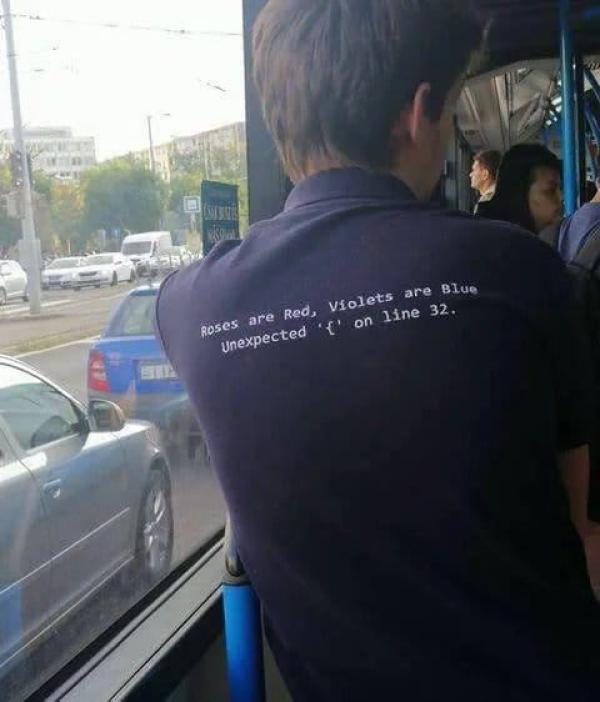 Roses are Red, Violets are Blue
Unexpected '{' on line 32.